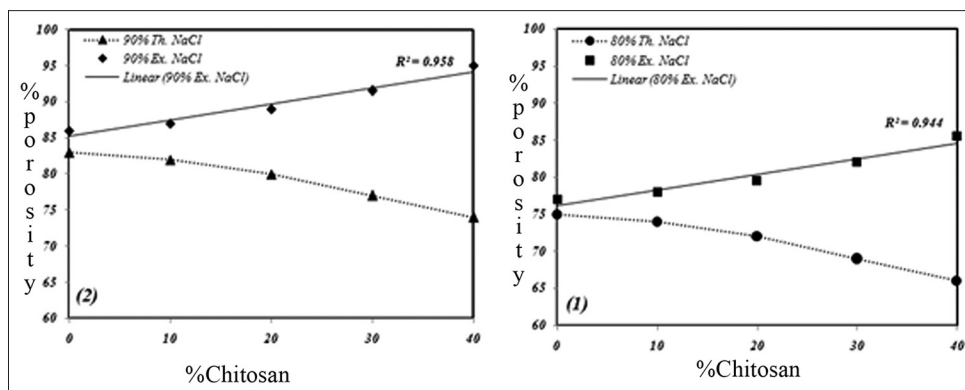 100
95
90
85
80
75
70
65
60
%porosity
90% Th. NaCl
90% Ex. NaCl
Linear (90% Ex. NaCl)
R² = 0.958
(2)
0 10 20 30 40
%Chitosan
100
95
90
85
80
75
70
65
60
%porosity
80% Th. NaCl
80% Ex. NaCl
Linear (80% Ex. NaCl)
R² = 0.944
(1)
0 10 20 30 40
%Chitosan